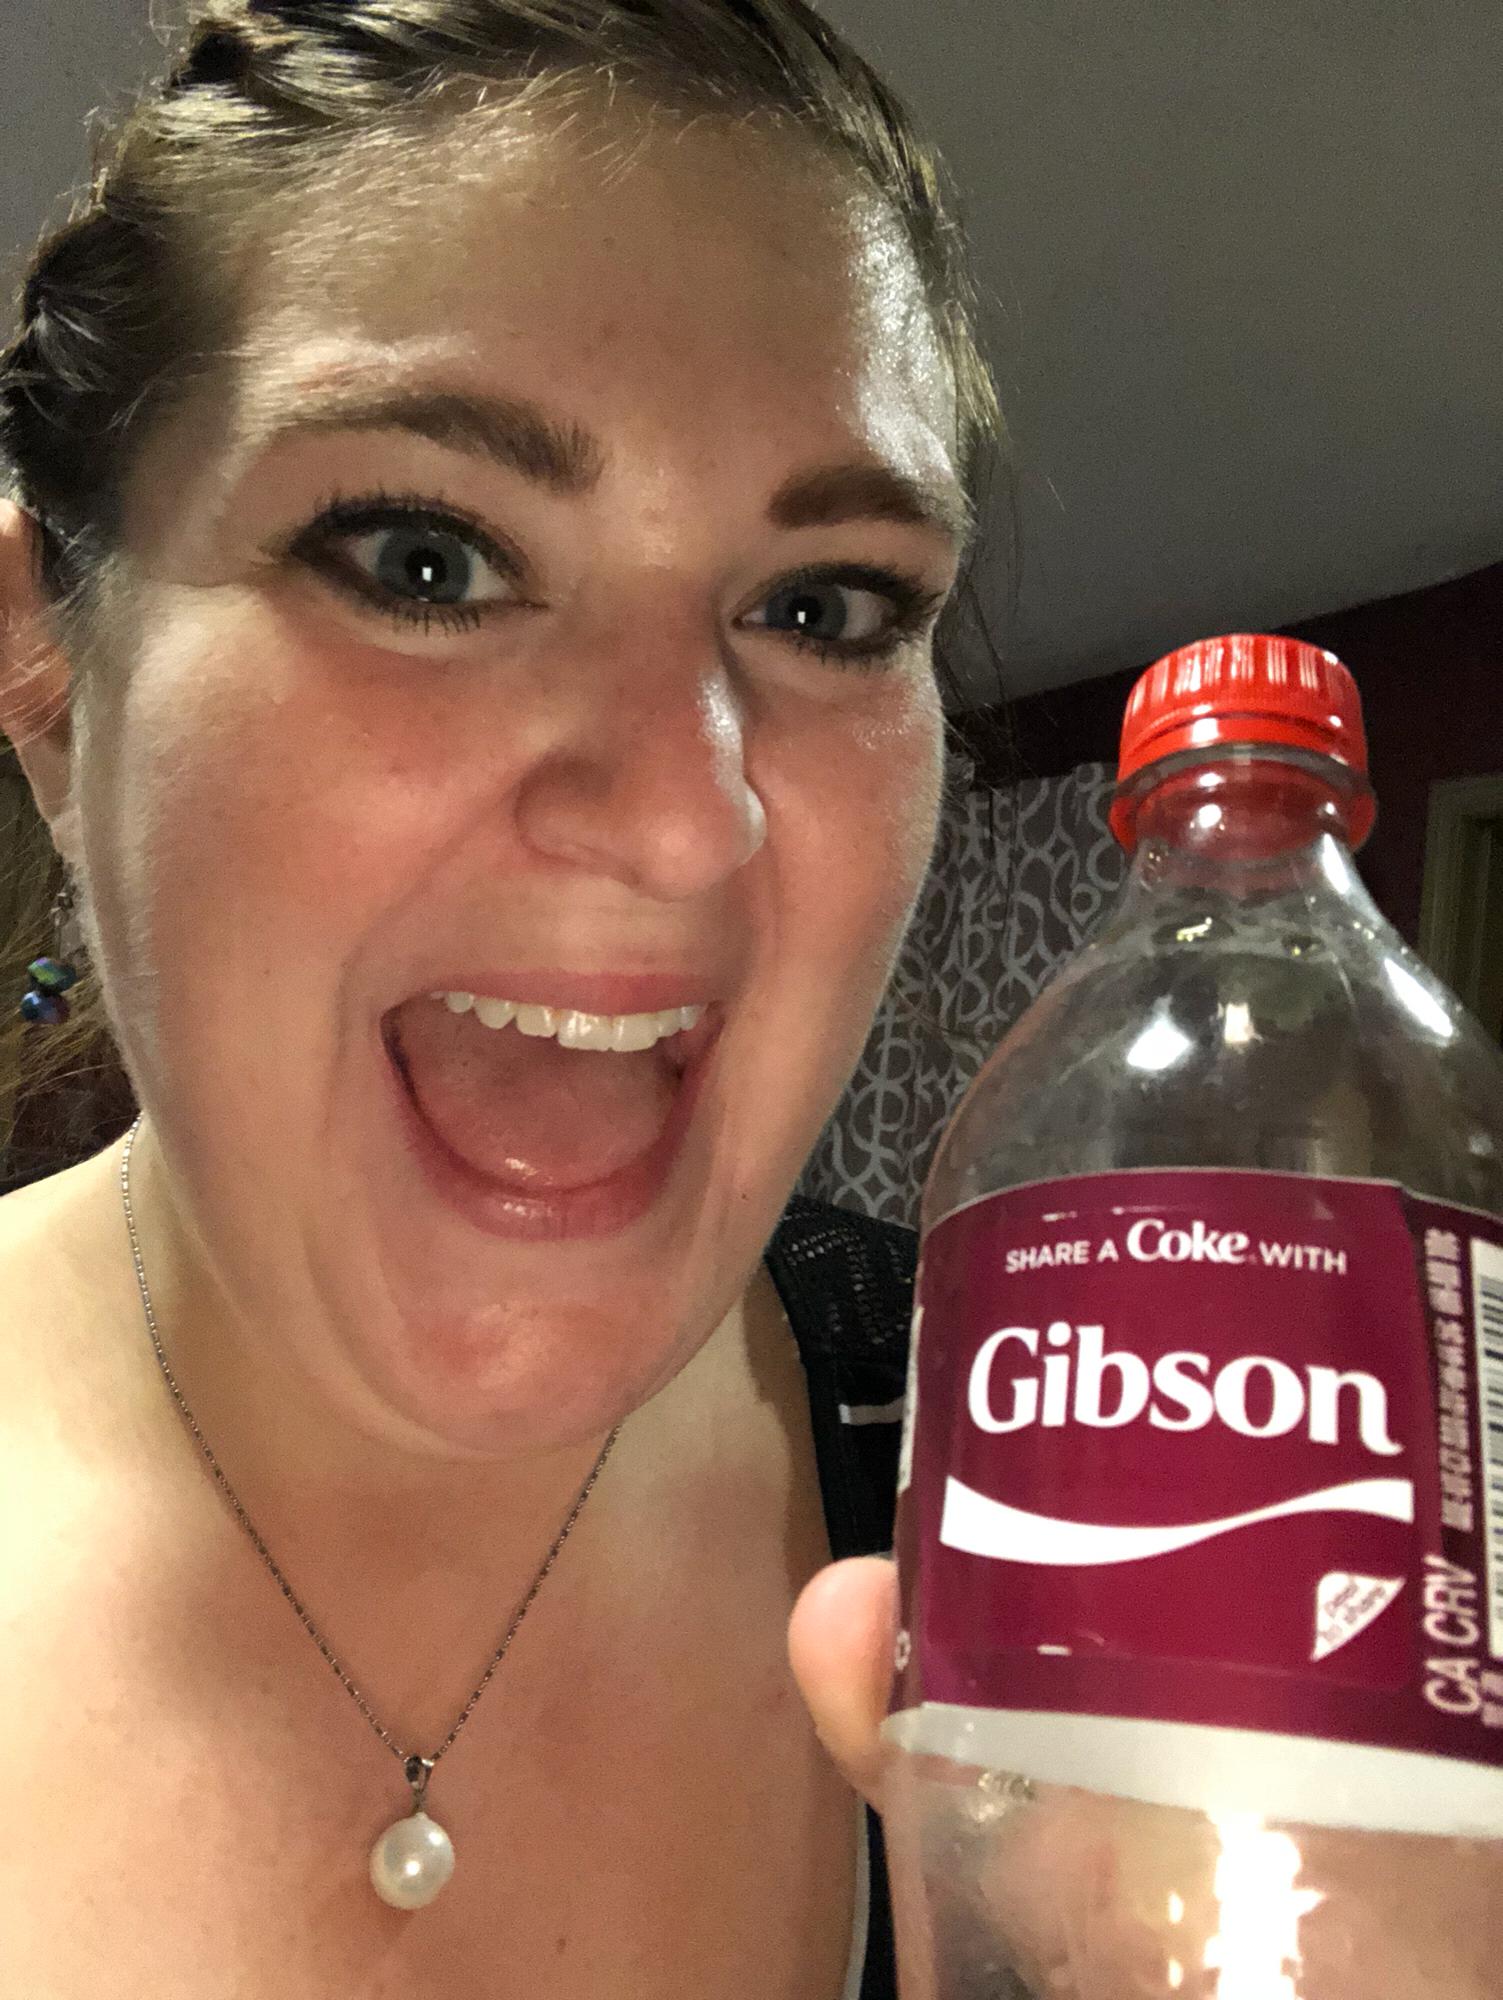 SHARE A Coke WITH
Gibson
CA CRV